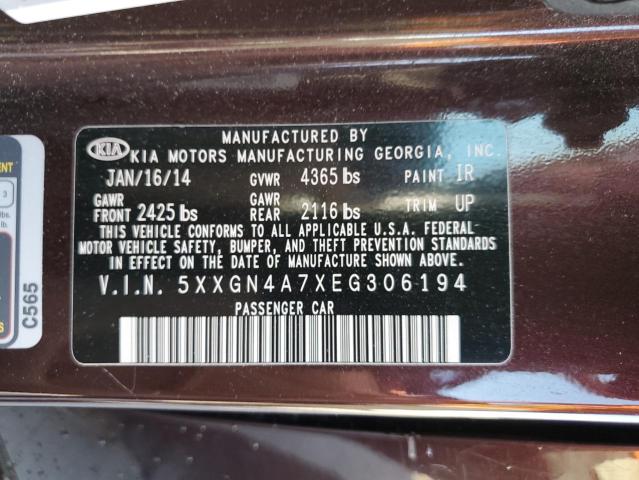 MANUFACTURED BY
KIA KIA MOTORS MANUFACTURING GEORGIA, INC.
JAN/16/14 GVWR 4365 lbs PAINT IR
GAWR FRONT 2425 lbs GAWR REAR 2116 lbs TRIM UP
THIS VEHICLE CONFORMS TO ALL APPLICABLE U.S.A. FEDERAL-
MOTOR VEHICLE SAFETY, BUMPER, AND THEFT PREVENTION STANDARDS
IN EFFECT ON THE DATE OF MANUFACTURE SHOWN ABOVE.
V.I.N. 5XXGN4A7XEG306194
PASSENGER CAR
3
C565